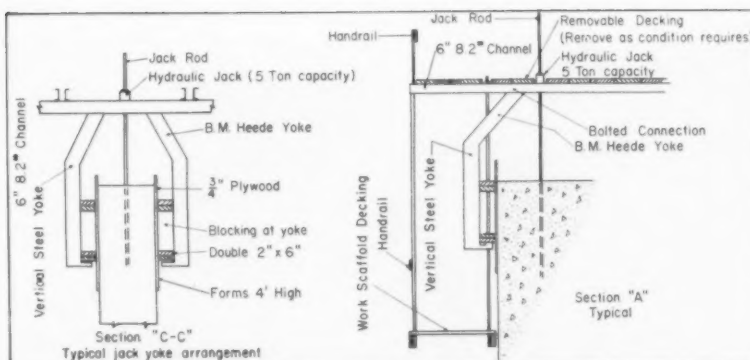 Jack Rod
Hydraulic Jack (5 Ton capacity)
6" 8.2# Channel
B.M. Heede Yoke
3/4" Plywood
Vertical Steel Yoke
Blocking at yoke
Double 2" x 6"
Forms 4' High
Section "C-C"
Typical jack yoke arrangement
Jack Rod
Handrail
6" 8.2# Channel
Removable Decking
(Remove as condition requires)
Hydraulic Jack
5 Ton capacity
Bolted Connection
B.M. Heede Yoke
Vertical Steel Yoke
Work Scaffold Decking
Handrail
Section "A"
Typical